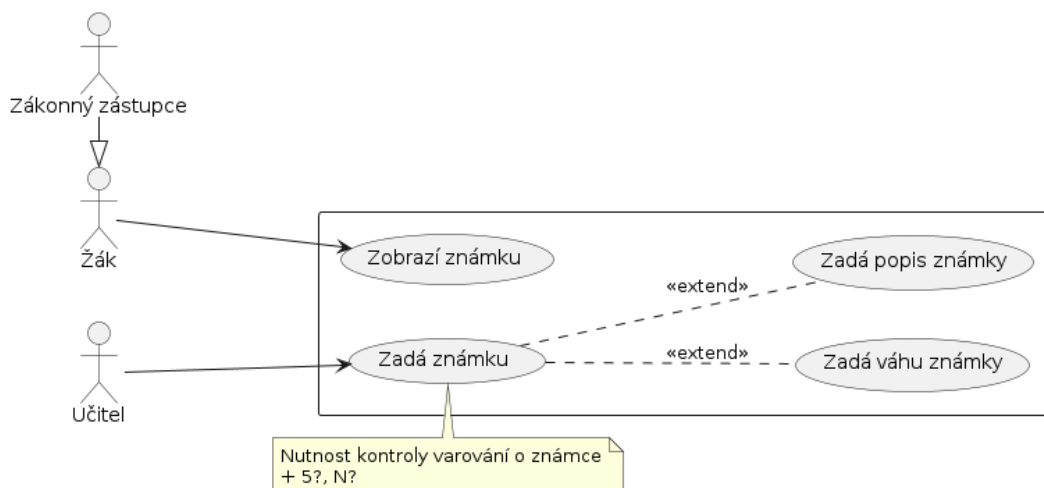 Zákonný zástupce
Žák
Zobrazí známku
Zadá popis známky
«extend»
Zadá známku
«extend»
Zadá váhu známky
Učitel
Nutnost kontroly varování o známce
+ 5?, N?